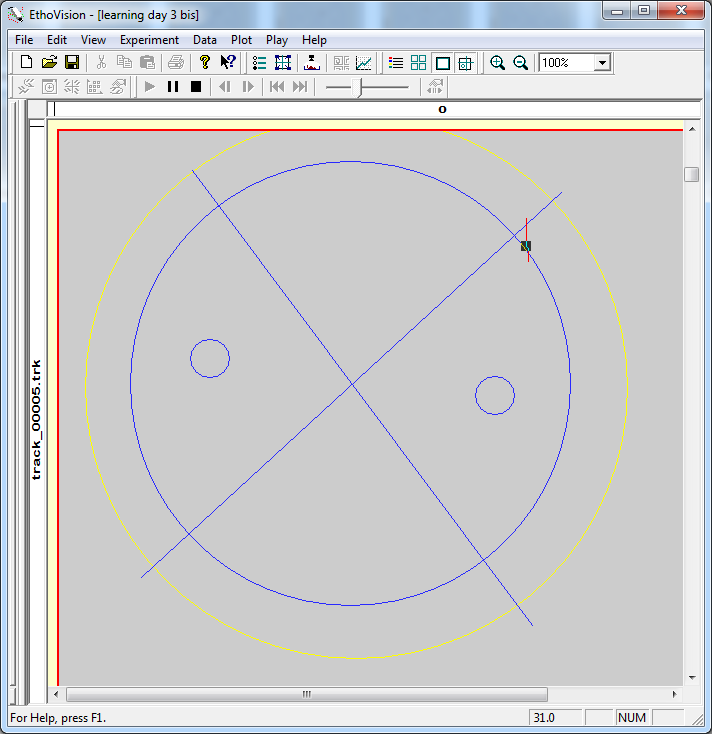 EthoVision - [learning day 3 bis]
File Edit View Experiment Data Plot Play Help
100%
o
track_00005.trk
For Help, press F1.
31.0
NUM